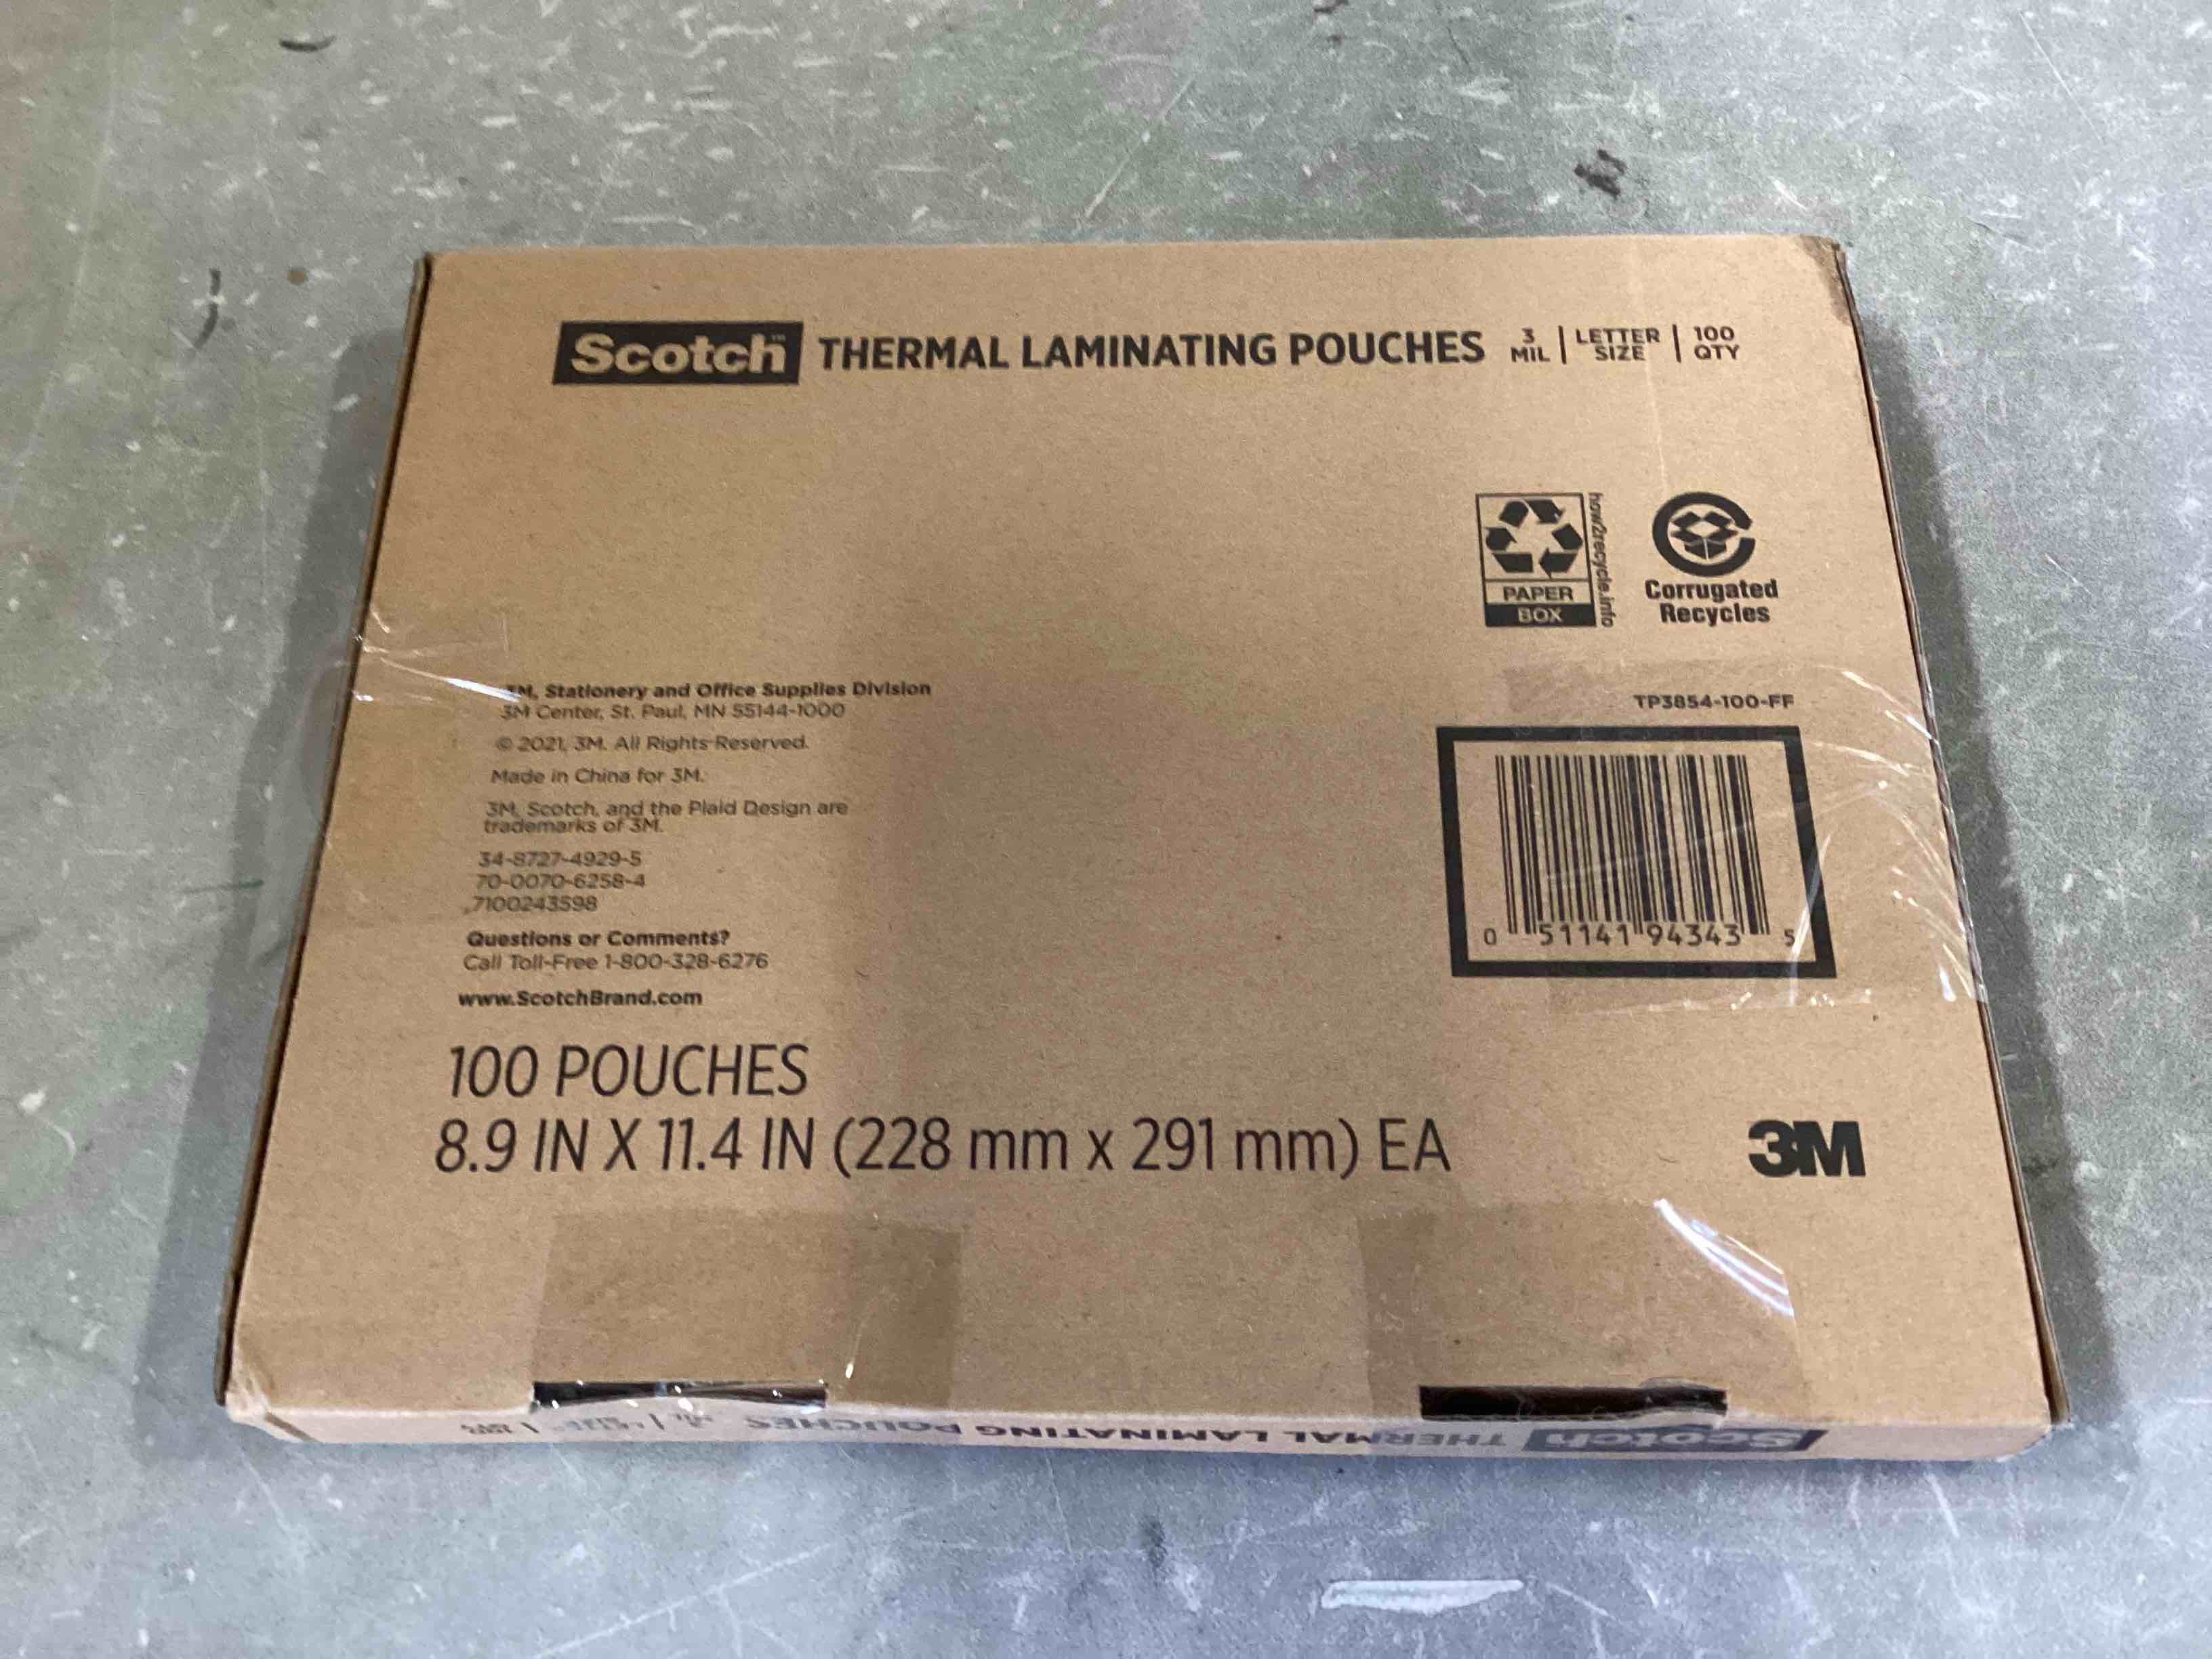 Scotch™ THERMAL LAMINATING POUCHES 3 MIL | LETTER SIZE | 100 QTY
PAPER
BOX
how2recycle.info
Corrugated
Recycles
3M, Stationery and Office Supplies Division
3M Center, St. Paul, MN 55144-1000
© 2021, 3M. All Rights Reserved.
Made in China for 3M.
3M, Scotch, and the Plaid Design are
trademarks of 3M.
34-8727-4929-5
70-0070-6258-4
7100243598
Questions or Comments?
Call Toll-Free 1-800-328-6276
www.ScotchBrand.com
TP3854-100-FF
0 51141 94343 5
100 POUCHES
8.9 IN X 11.4 IN (228 mm x 291 mm) EA
3M
Scotch THERMAL LAMINATING POUCHES